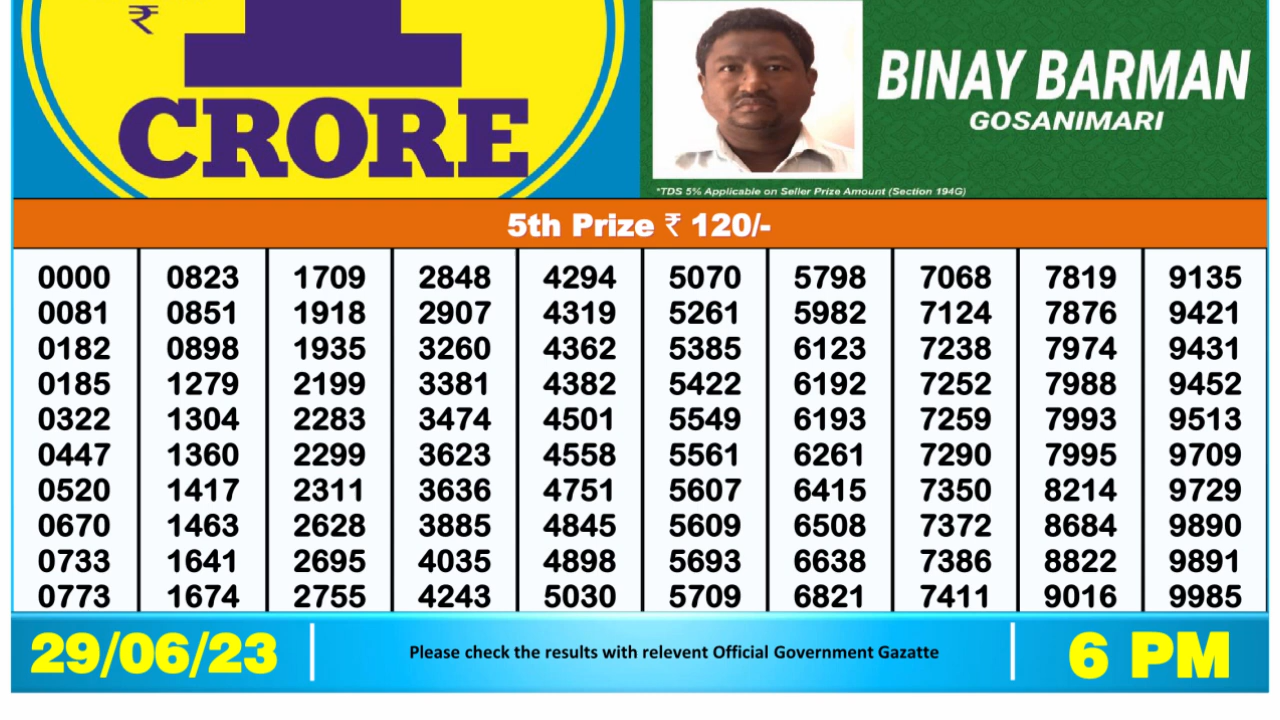 ₹
1
CRORE
BINAY BARMAN
GOSANIMARI
*TDS 5% Applicable on Seller Prize Amount (Section 194G)
5th Prize ₹ 120/-
0000 0823 1709 2848 4294 5070 5798 7068 7819 9135
0081 0851 1918 2907 4319 5261 5982 7124 7876 9421
0182 0898 1935 3260 4362 5385 6123 7238 7974 9431
0185 1279 2199 3381 4382 5422 6192 7252 7988 9452
0322 1304 2283 3474 4501 5549 6193 7259 7993 9513
0447 1360 2299 3623 4558 5561 6261 7290 7995 9709
0520 1417 2311 3636 4751 5607 6415 7350 8214 9729
0670 1463 2628 3885 4845 5609 6508 7372 8684 9890
0733 1641 2695 4035 4898 5693 6638 7386 8822 9891
0773 1674 2755 4243 5030 5709 6821 7411 9016 9985
29/06/23 Please check the results with relevent Official Government Gazatte 6 PM